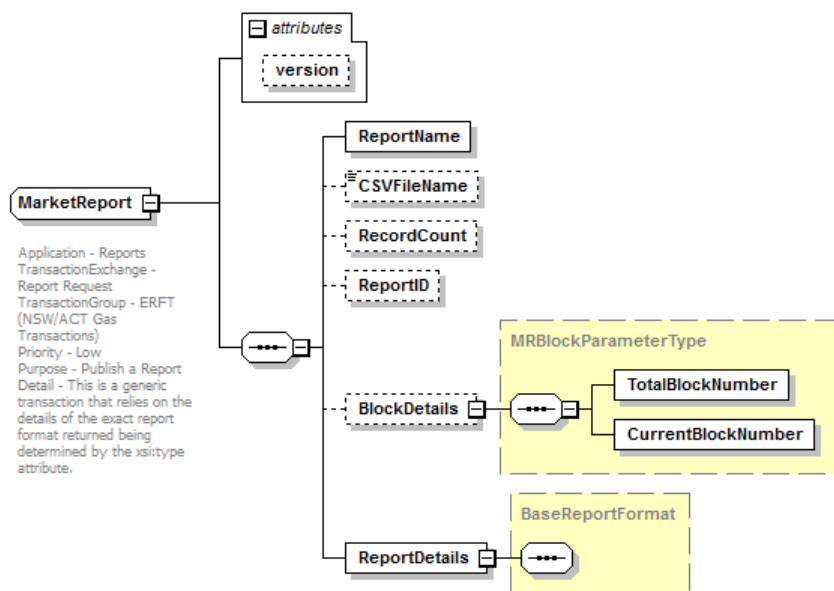 attributes
version
ReportName
CSVFileName
MarketReport
RecordCount
Application - Reports
TransactionExchange -
Report Request
TransactionGroup - ERFT
(NSW/ACT Gas
Transactions)
Priority - Low
Purpose - Publish a Report
Detail - This is a generic
transaction that relies on the
details of the exact report
format returned being
determined by the xsi:type
attribute.
ReportID
MRBlockParameterType
BlockDetails
TotalBlockNumber
CurrentBlockNumber
BaseReportFormat
ReportDetails